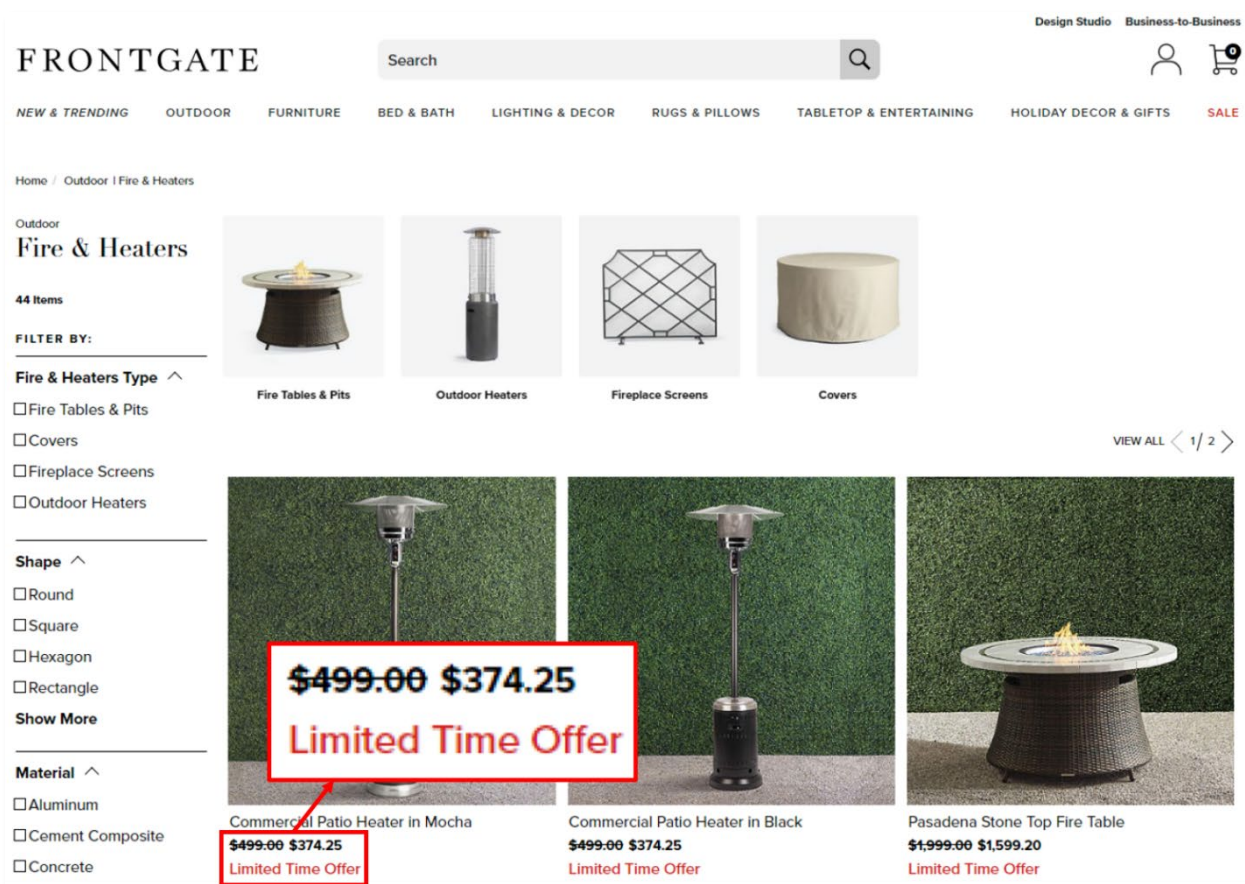 Design Studio Business-to-Business
FRONTGATE
Search
0
NEW & TRENDING OUTDOOR FURNITURE BED & BATH LIGHTING & DECOR RUGS & PILLOWS TABLETOP & ENTERTAINING HOLIDAY DECOR & GIFTS SALE
Home / Outdoor | Fire & Heaters
Outdoor
Fire & Heaters
44 Items
FILTER BY:
Fire & Heaters Type
Fire Tables & Pits
Covers
Fireplace Screens
Outdoor Heaters
Shape
Round
Square
Hexagon
Rectangle
Show More
Material
Aluminum
Cement Composite
Concrete
Fire Tables & Pits Outdoor Heaters Fireplace Screens Covers
VIEW ALL < 1/ 2 >
$499.00 $374.25
Limited Time Offer
Commercial Patio Heater in Mocha
$499.00 $374.25
Limited Time Offer
Commercial Patio Heater in Black
$499.00 $374.25
Limited Time Offer
Pasadena Stone Top Fire Table
$1,999.00 $1,599.20
Limited Time Offer